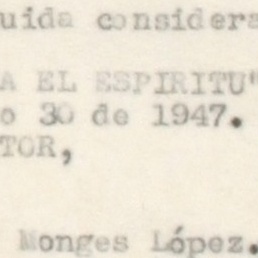 uida considera
A EL ESPIRITU"
o 30 de 1947.
TOR,
Monges López.